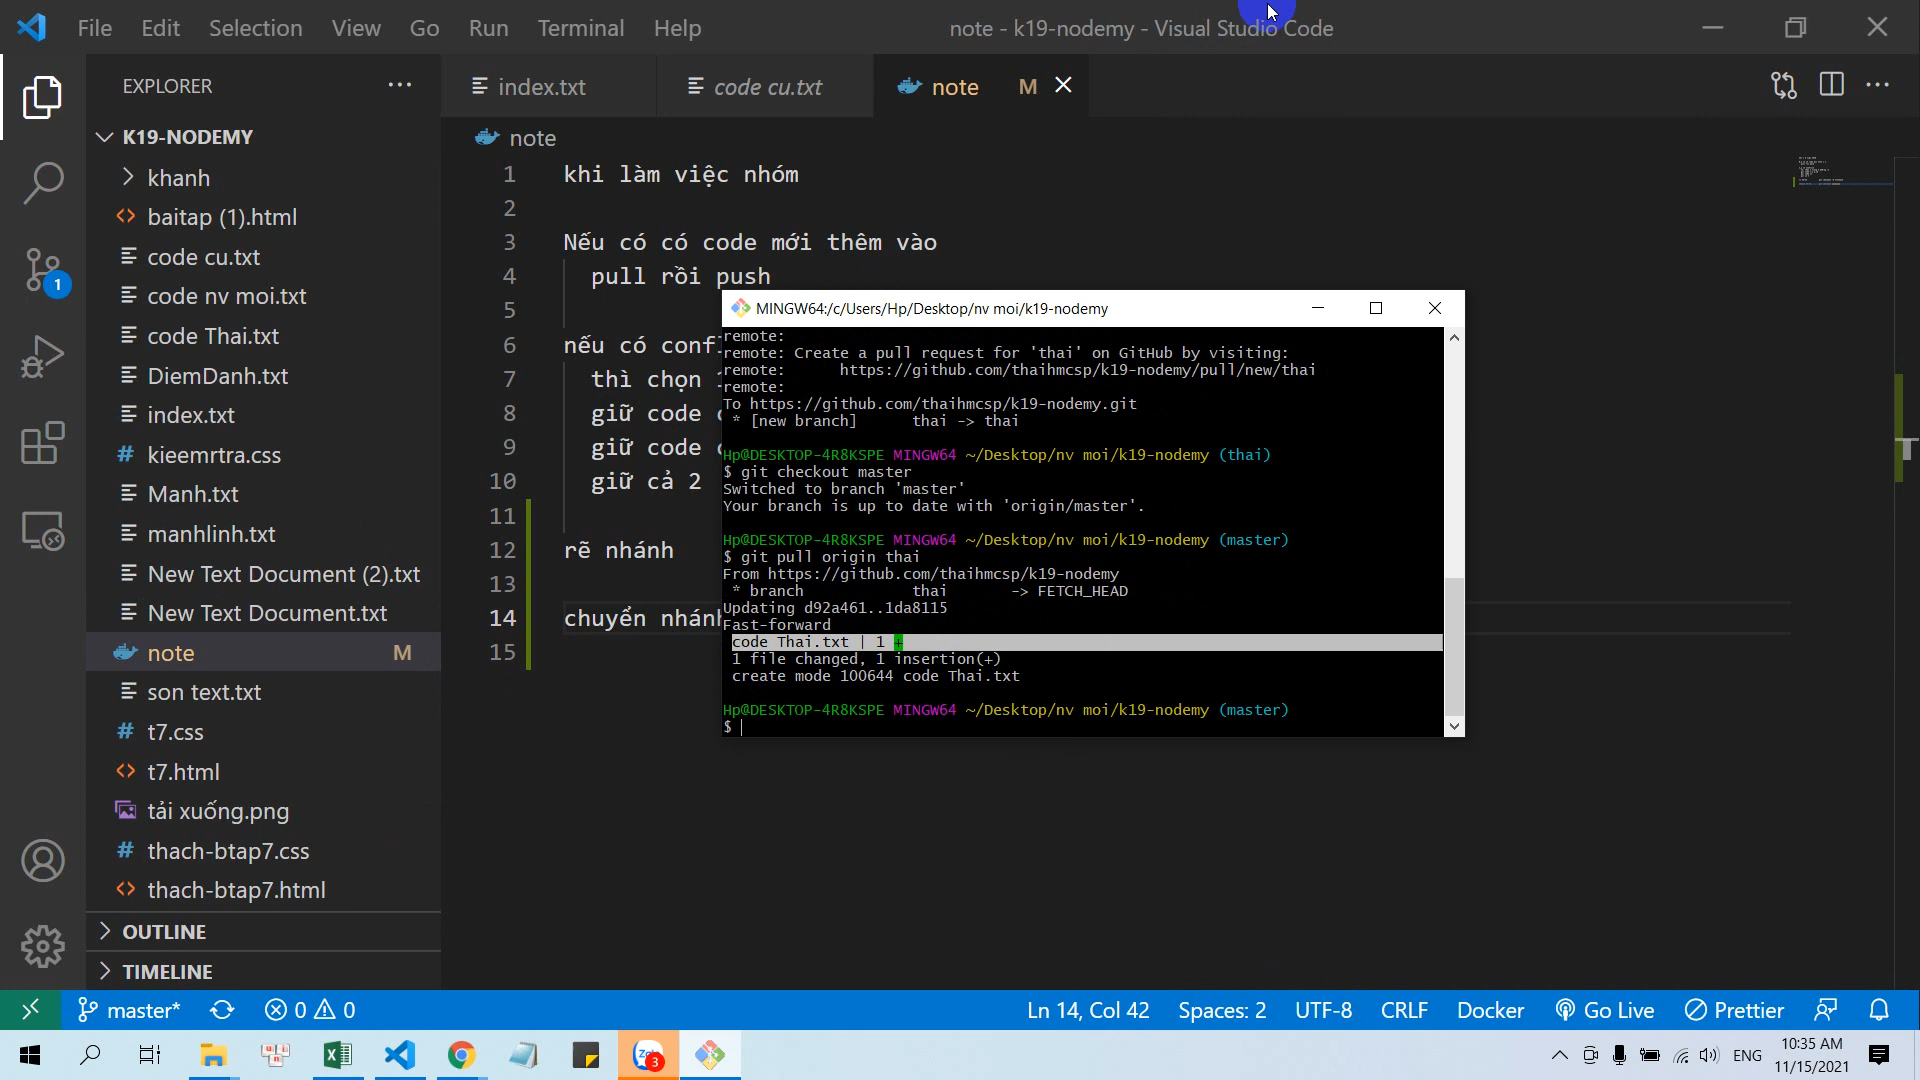 File Edit Selection View Go Run Terminal Help
note - k19-nodemy - Visual Studio Code
EXPLORER
index.txt
code cu.txt
note M
K19-NODEMY
khanh
baitap (1).html
code cu.txt
code nv moi.txt
code Thai.txt
DiemDanh.txt
index.txt
kieemrtra.css
Manh.txt
manhlinh.txt
New Text Document (2).txt
New Text Document.txt
note M
son text.txt
t7.css
t7.html
tải xuống.png
thach-btap7.css
thach-btap7.html
OUTLINE
TIMELINE
1
note
1 khi làm việc nhóm
2
3 Nếu có có code mới thêm vào
4 pull rồi push
5
6 nếu có conf
7 thì chọn
8 giữ code
9 giữ code
10 giữ cả 2
11
12 rẽ nhánh
13
14 chuyển nhánh
15
MINGW64:/c/Users/Hp/Desktop/nv moi/k19-nodemy
remote:
remote: Create a pull request for 'thai' on GitHub by visiting:
remote: https://github.com/thaihmcsp/k19-nodemy/pull/new/thai
remote:
To https://github.com/thaihmcsp/k19-nodemy.git
* [new branch] thai -> thai
Hp@DESKTOP-4R8KSPE MINGW64 ~/Desktop/nv moi/k19-nodemy (thai)
$ git checkout master
Switched to branch 'master'
Your branch is up to date with 'origin/master'.
Hp@DESKTOP-4R8KSPE MINGW64 ~/Desktop/nv moi/k19-nodemy (master)
$ git pull origin thai
From https://github.com/thaihmcsp/k19-nodemy
* branch thai -> FETCH_HEAD
Updating d92a461..1da8115
Fast-forward
code Thai.txt | 1 +
1 file changed, 1 insertion(+)
create mode 100644 code Thai.txt
Hp@DESKTOP-4R8KSPE MINGW64 ~/Desktop/nv moi/k19-nodemy (master)
$
master* 0 0 Ln 14, Col 42 Spaces: 2 UTF-8 CRLF Docker Go Live Prettier
3
ENG
10:35 AM
11/15/2021